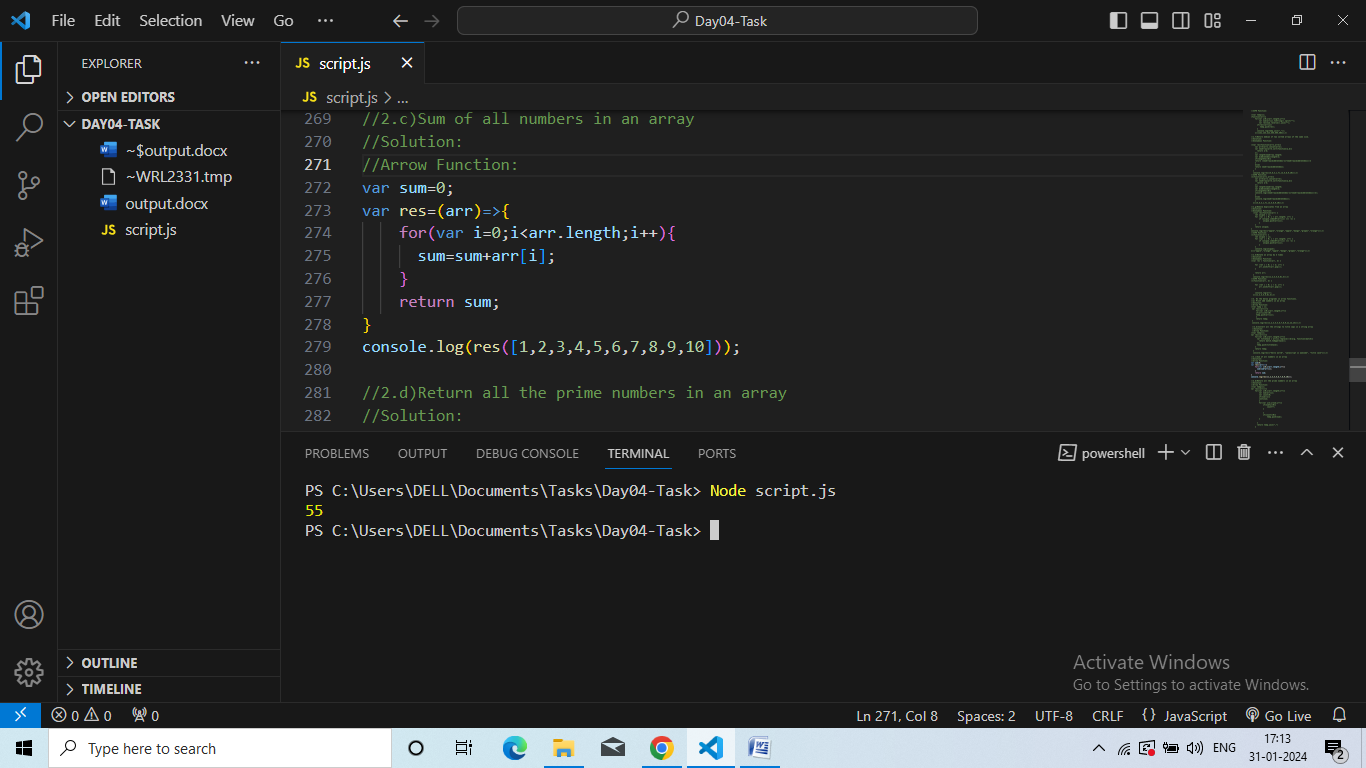 File Edit Selection View Go ... Day04-Task
EXPLORER ...
OPEN EDITORS
DAY04-TASK
~$output.docx
~WRL2331.tmp
output.docx
JS script.js
OUTLINE
TIMELINE
JS script.js
JS script.js > ...
269 //2.c)Sum of all numbers in an array
270 //Solution:
271 //Arrow Function:
272 var sum=0;
273 var res=(arr)=>{
274 for(var i=0;i<arr.length;i++){
275 sum=sum+arr[i];
276 }
277 return sum;
278 }
279 console.log(res([1,2,3,4,5,6,7,8,9,10]));
280
281 //2.d)Return all the prime numbers in an array
282 //Solution:
PROBLEMS OUTPUT DEBUG CONSOLE TERMINAL PORTS powershell
PS C:\Users\DELL\Documents\Tasks\Day04-Task> Node script.js
55
PS C:\Users\DELL\Documents\Tasks\Day04-Task>
Activate Windows
Go to Settings to activate Windows.
0 0 0 Ln 271, Col 8 Spaces: 2 UTF-8 CRLF {} JavaScript Go Live
Type here to search
ENG
17:13
31-01-2024
2